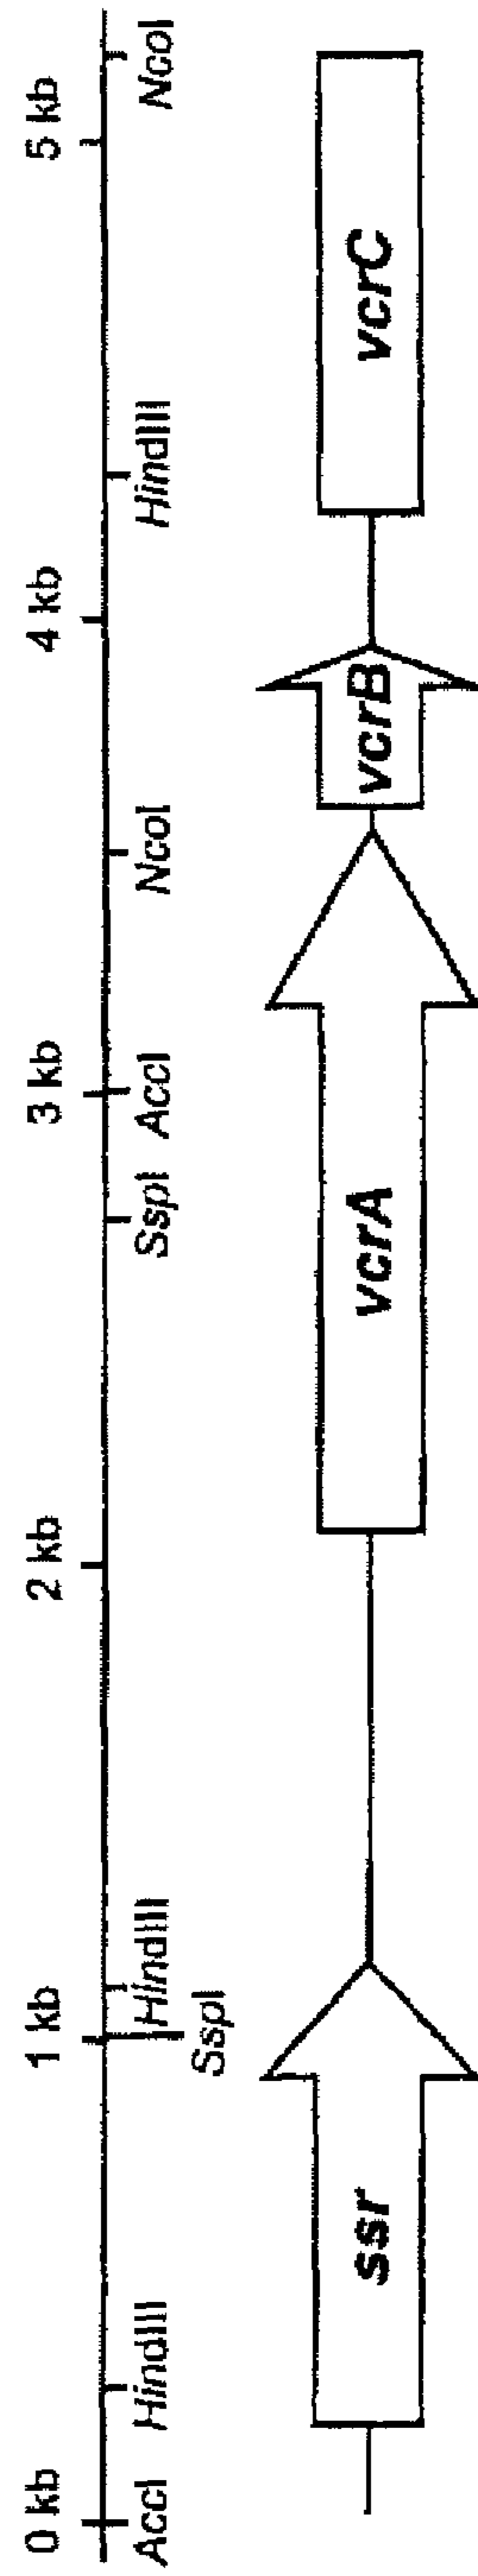 0 kb 1 kb 2 kb 3 kb 4 kb 5 kb
AccI HindIII HindIII SspI AccI NcoI HindIII NcoI
SspI
ssr vcrA vcrB vcrC